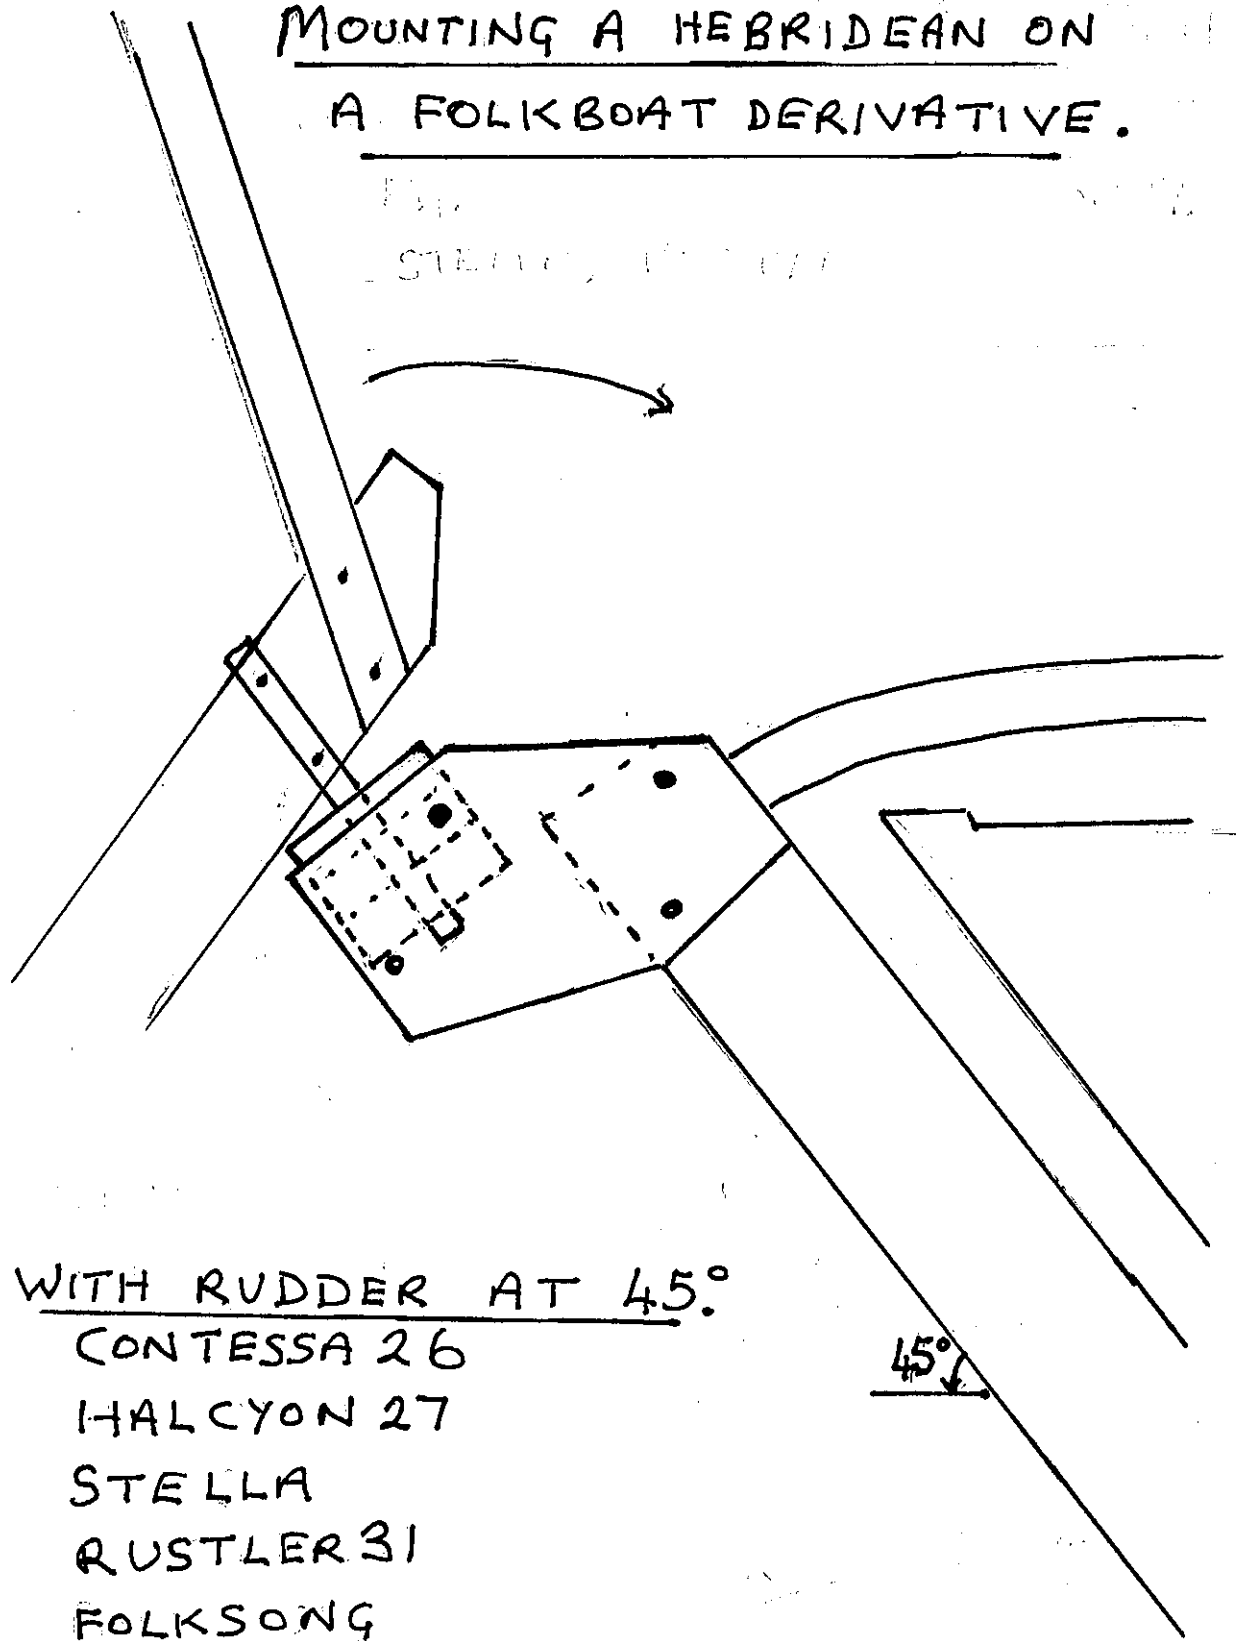 MOUNTING A HEBRIDEAN ON
A FOLKBOAT DERIVATIVE.
WITH RUDDER AT 45°.
CONTESSA 26
HALCYON 27
STELLA
RUSTLER 31
FOLKSONG
45°